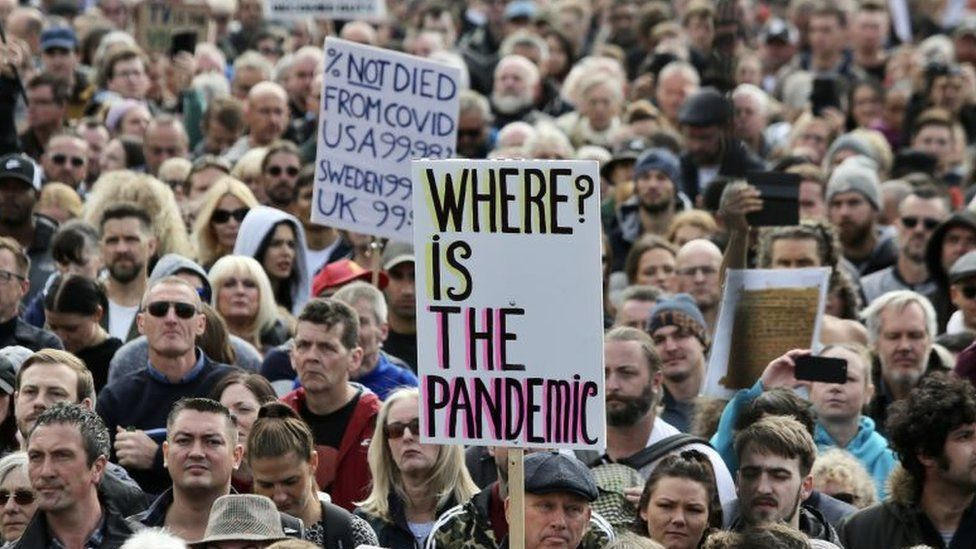 % NOT DIED
FROM COVID
USA 99.98%
SWEDEN 99
UK 99
WHERE?
iS
THE
PANDEMiC